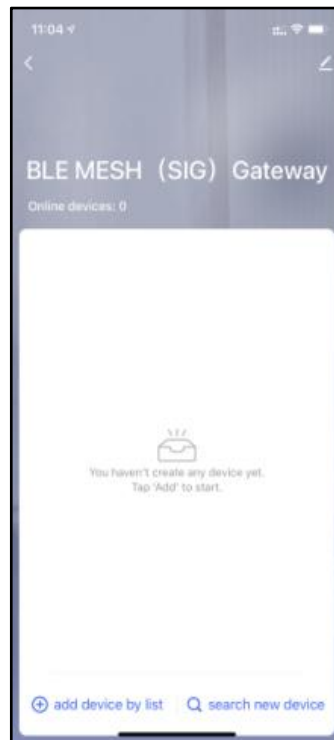 11:04
BLE MESH（SIG）Gateway
Online devices: 0
You haven't create any device yet.
Tap 'Add' to start.
add device by list
search new device